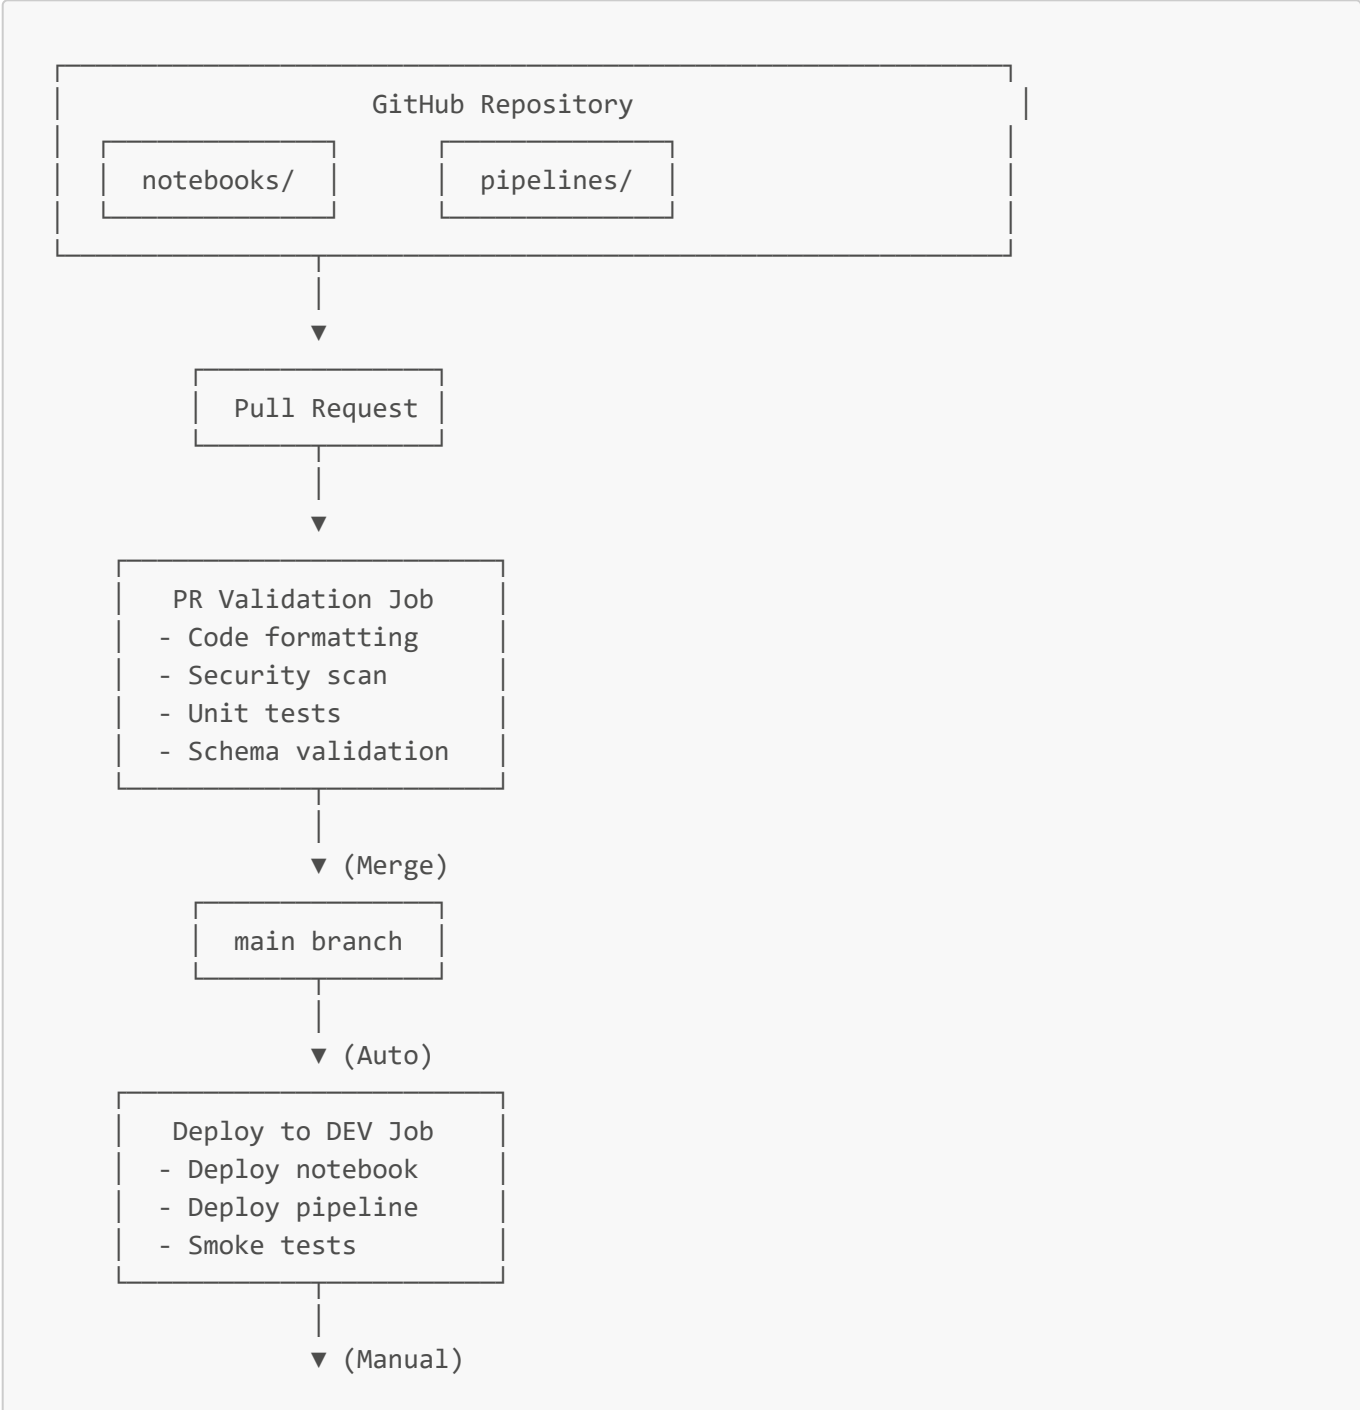 GitHub Repository
notebooks/ pipelines/
▼
Pull Request
▼
PR Validation Job
- Code formatting
- Security scan
- Unit tests
- Schema validation
▼ (Merge)
main branch
▼ (Auto)
Deploy to DEV Job
- Deploy notebook
- Deploy pipeline
- Smoke tests
▼ (Manual)